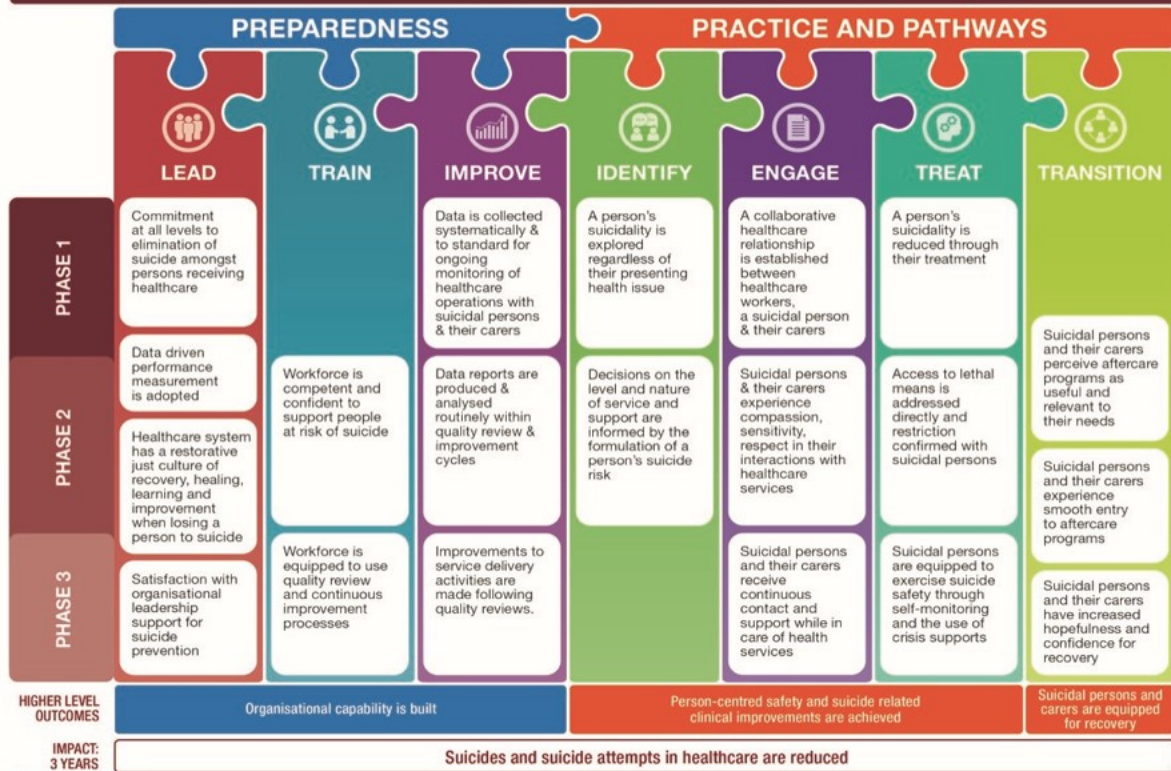 PREPAREDNESS
PRACTICE AND PATHWAYS
LEAD
TRAIN
IMPROVE
IDENTIFY
ENGAGE
TREAT
TRANSITION
PHASE 1
PHASE 2
PHASE 3
Commitment
at all levels to
elimination of
suicide amongst
persons receiving
healthcare
Data driven
performance
measurement
is adopted
Healthcare system
has a restorative
just culture of
recovery, healing,
learning and
improvement
when losing a
person to suicide
Satisfaction with
organisational
leadership
support for
suicide
prevention
Workforce is
competent and
confident to
support people
at risk of suicide
Workforce is
equipped to use
quality review
and continuous
improvement
processes
Data is collected
systematically &
to standard for
ongoing
monitoring of
healthcare
operations with
suicidal persons
& their carers
Data reports are
produced &
analysed
routinely within
quality review &
improvement
cycles
Improvements to
service delivery
activities are
made following
quality reviews.
A person's
suicidality is
explored
regardless of
their presenting
health issue
Decisions on the
level and nature
of service and
support are
informed by the
formulation of a
person's suicide
risk
A collaborative
healthcare
relationship
is established
between
healthcare
workers,
a suicidal person
& their carers
Suicidal persons
& their carers
experience
compassion,
sensitivity,
respect in their
interactions with
healthcare
services
Suicidal persons
and their carers
receive
continuous
contact and
support while in
care of health
services
A person's
suicidality is
reduced through
their treatment
Access to lethal
means is
addressed
directly and
restriction
confirmed with
suicidal persons
Suicidal persons
are equipped to
exercise suicide
safety through
self-monitoring
and the use of
crisis supports
Suicidal persons
and their carers
perceive aftercare
programs as
useful and
relevant to
their needs
Suicidal persons
and their carers
experience
smooth entry
to aftercare
programs
Suicidal persons
and their carers
have increased
hopefulness and
confidence for
recovery
HIGHER LEVEL
OUTCOMES
Organisational capability is built
Person-centred safety and suicide related
clinical improvements are achieved
Suicidal persons and
carers are equipped
for recovery
IMPACT:
3 YEARS
Suicides and suicide attempts in healthcare are reduced